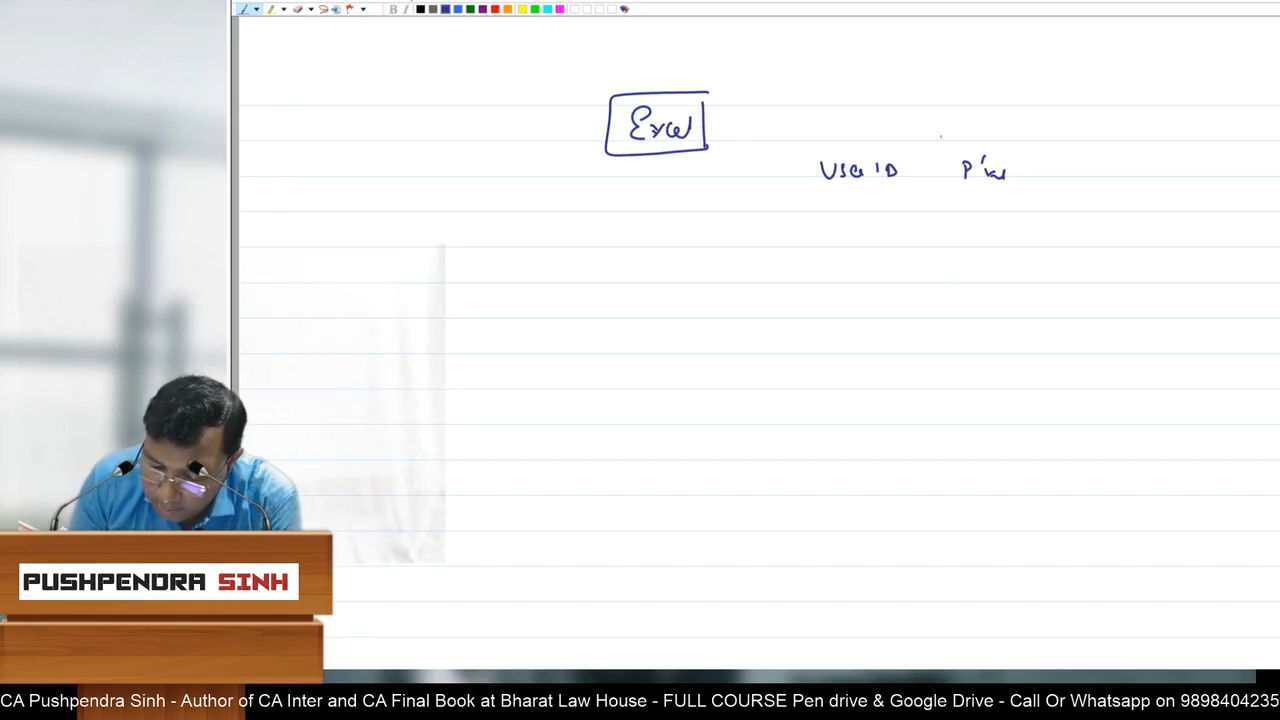 B I
Excel
User ID P'
PUSHPENDRA SINH
CA Pushpendra Sinh - Author of CA Inter and CA Final Book at Bharat Law House - FULL COURSE Pen drive & Google Drive - Call Or Whatsapp on 9898404235